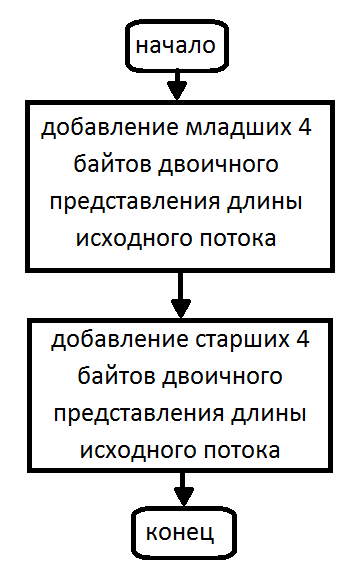 начало
добавление младших 4
байтов двоичного
представления длины
исходного потока
добавление старших 4
байтов двоичного
представления длины
исходного потока
конец